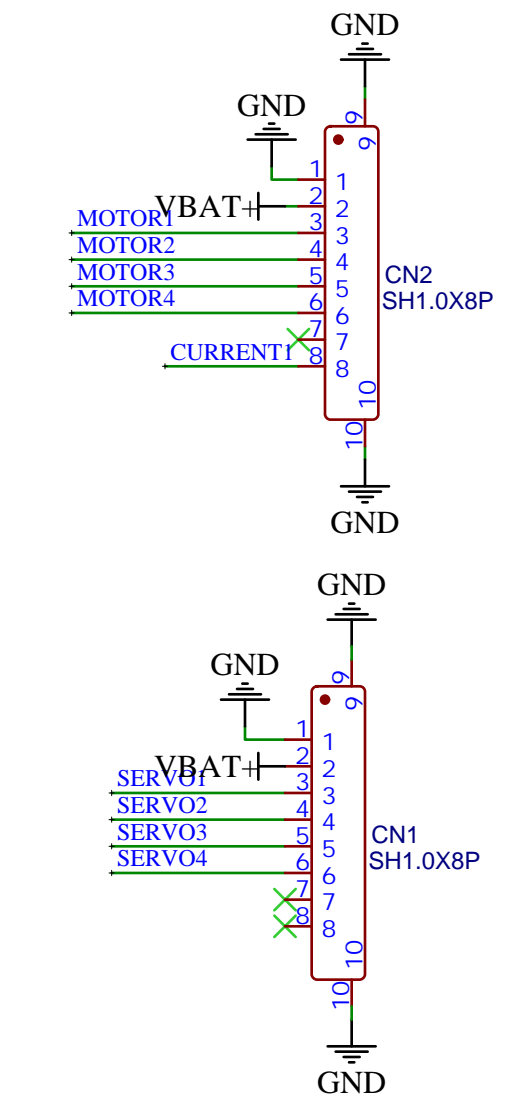 GND
9
9
GND
1
1
VBAT+
2
2
MOTOR1
3
3
MOTOR2
4
4
MOTOR3
5
5
MOTOR4
6
6
7
7
CURRENT1
8
8
CN2
SH1.0X8P
10
10
GND
GND
9
9
GND
1
1
VBAT+
2
2
SERVO1
3
3
SERVO2
4
4
SERVO3
5
5
SERVO4
6
6
7
7
8
8
CN1
SH1.0X8P
10
10
GND